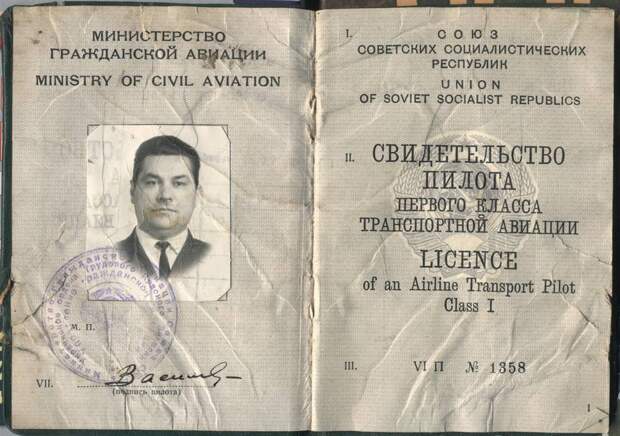 МИНИСТЕРСТВО
ГРАЖДАНСКОЙ АВИАЦИИ
MINISTRY OF CIVIL AVIATION
М. П.
VII.
(подпись пилота)
I.
СОЮЗ
СОВЕТСКИХ СОЦИАЛИСТИЧЕСКИХ
РЕСПУБЛИК
UNION
OF SOVIET SOCIALIST REPUBLICS
II.
СВИДЕТЕЛЬСТВО
ПИЛОТА
ПЕРВОГО КЛАССА
ТРАНСПОРТНОЙ АВИАЦИИ
LICENCE
of an Airline Transport Pilot
Class I
III.
VI П № 1358
1